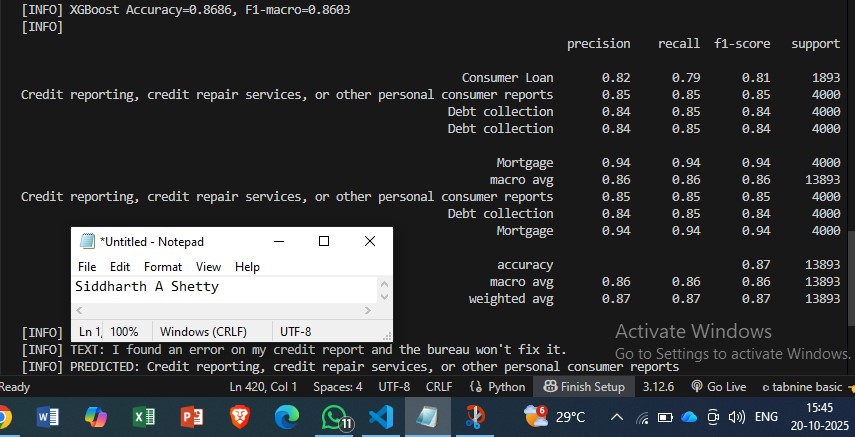 [INFO] XGBoost Accuracy=0.8686, F1-macro=0.8603
[INFO]
precision recall f1-score support
Consumer Loan 0.82 0.79 0.81 1893
Credit reporting, credit repair services, or other personal consumer reports 0.85 0.85 0.85 4000
Debt collection 0.84 0.85 0.84 4000
Debt collection 0.84 0.85 0.84 4000
Mortgage 0.94 0.94 0.94 4000
macro avg 0.86 0.86 0.86 13893
Credit reporting, credit repair services, or other personal consumer reports 0.85 0.85 0.85 4000
Debt collection 0.84 0.85 0.84 4000
Mortgage 0.94 0.94 0.94 4000
accuracy 0.87 13893
macro avg 0.86 0.86 0.86 13893
weighted avg 0.87 0.87 0.87 13893
*Untitled - Notepad
File Edit Format View Help
Siddharth A Shetty
Ln 1, 100% Windows (CRLF) UTF-8
[INFO]
[INFO] TEXT: I found an error on my credit report and the bureau won't fix it.
[INFO] PREDICTED: Credit reporting, credit repair services, or other personal consumer reports
Activate Windows
Go to Settings to activate Windows.
Ready Ln 420, Col 1 Spaces: 4 UTF-8 CRLF Python Finish Setup 3.12.6 Go Live tabnine basic
11 6 29°C ENG 15:45
20-10-2025